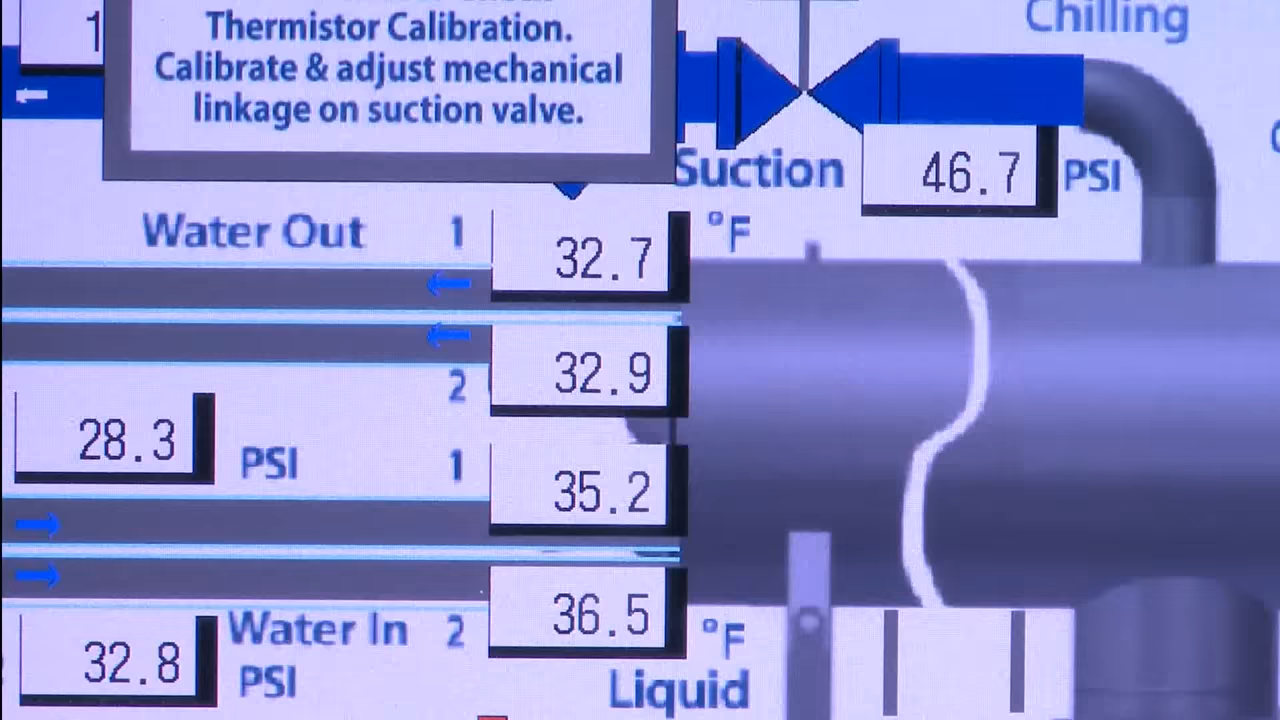 Thermistor Calibration.
Calibrate & adjust mechanical
linkage on suction valve.
1
Chilling
Suction 46.7 PSI
Water Out 1 32.7 °F
2 32.9
28.3 PSI 1 35.2
Water In 2 36.5 °F
32.8 PSI
Liquid